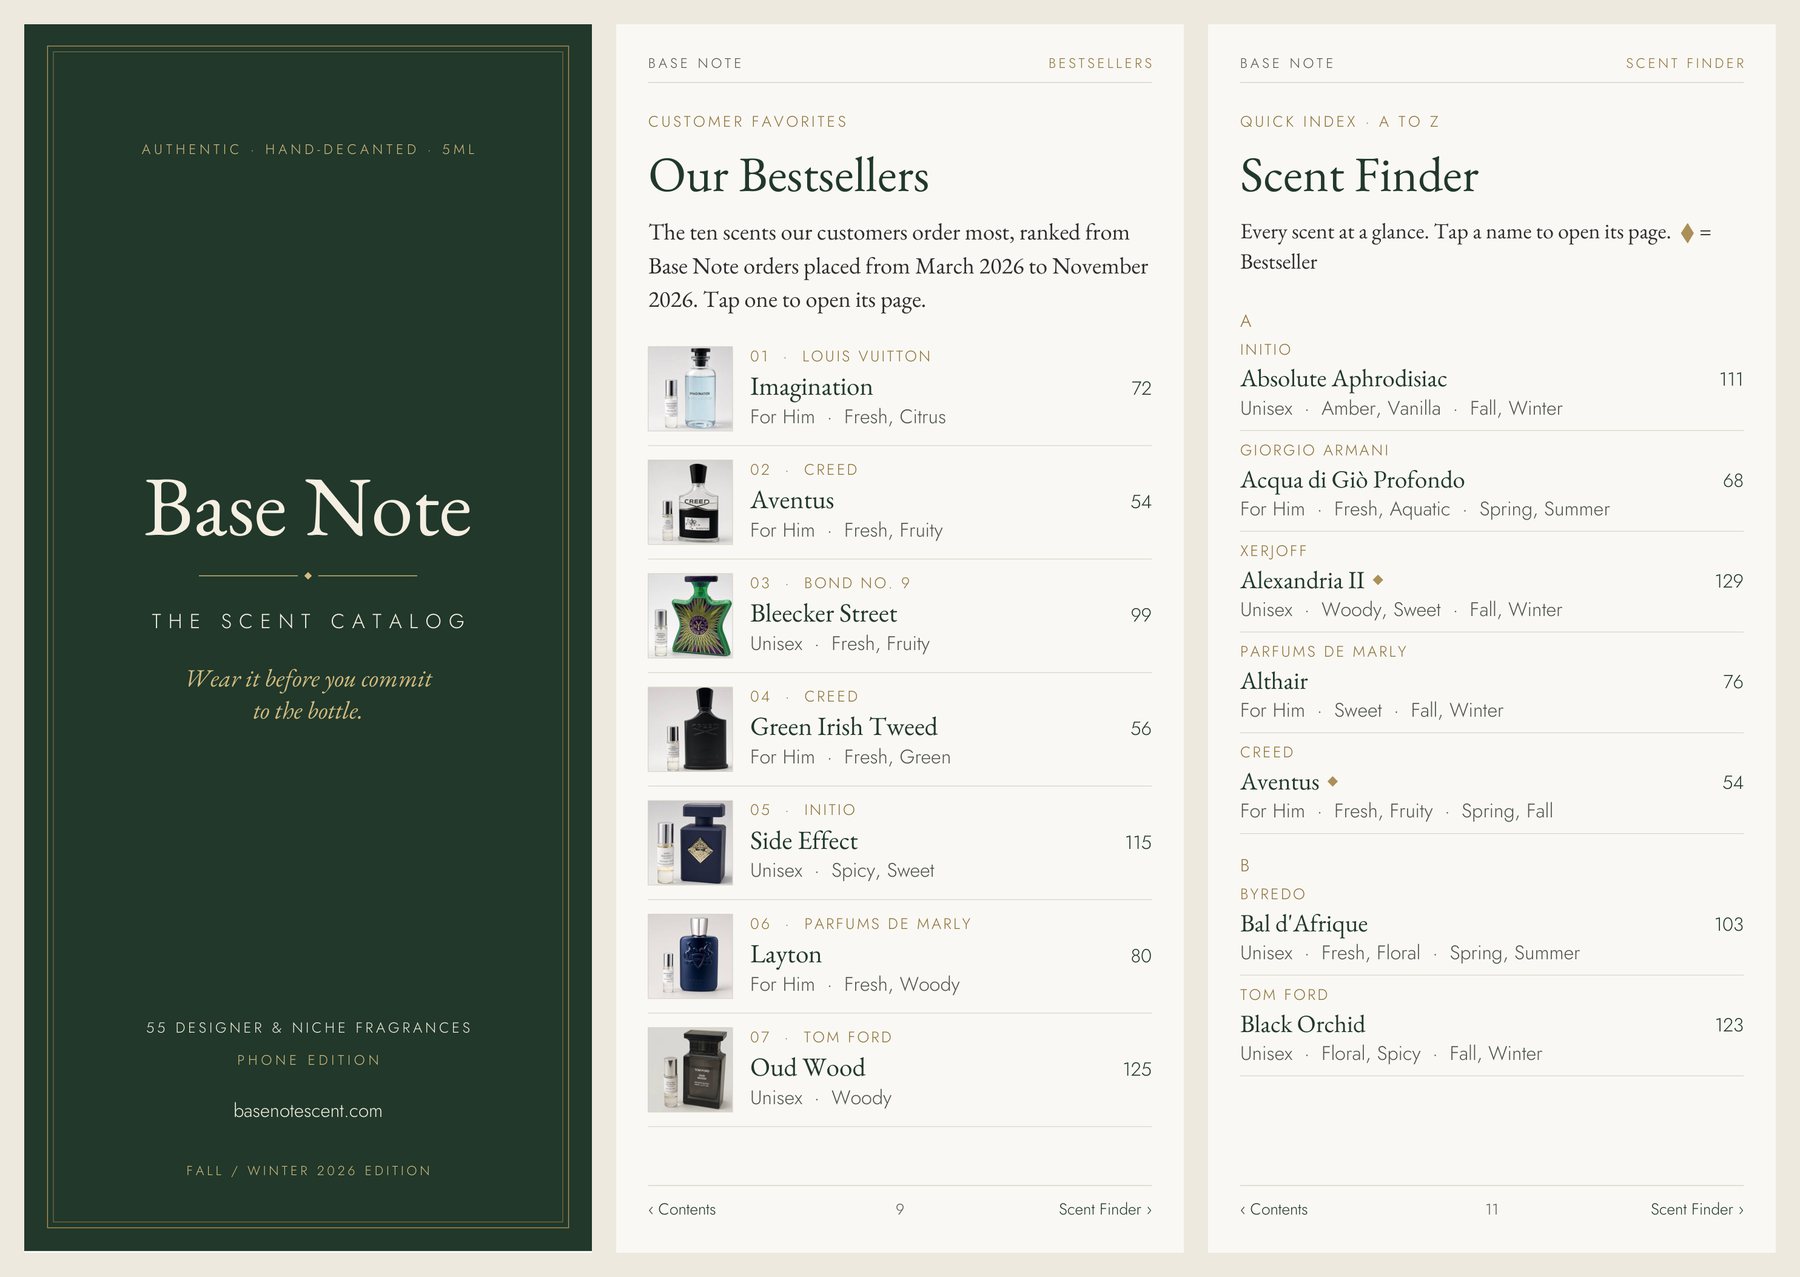 AUTHENTIC · HAND-DECANTED · 5ML
Base Note
THE SCENT CATALOG
Wear it before you commit
to the bottle.
55 DESIGNER & NICHE FRAGRANCES
PHONE EDITION
basenotescent.com
FALL / WINTER 2026 EDITION
BASE NOTE
BESTSELLERS
CUSTOMER FAVORITES
Our Bestsellers
The ten scents our customers order most, ranked from
Base Note orders placed from March 2026 to November
2026. Tap one to open its page.
01 · LOUIS VUITTON
Imagination 72
For Him · Fresh, Citrus
02 · CREED
Aventus 54
For Him · Fresh, Fruity
03 · BOND NO. 9
Bleecker Street 99
Unisex · Fresh, Fruity
04 · CREED
Green Irish Tweed 56
For Him · Fresh, Green
05 · INITIO
Side Effect 115
Unisex · Spicy, Sweet
06 · PARFUMS DE MARLY
Layton 80
For Him · Fresh, Woody
07 · TOM FORD
Oud Wood 125
Unisex · Woody
‹ Contents 9 Scent Finder ›
BASE NOTE
SCENT FINDER
QUICK INDEX · A TO Z
Scent Finder
Every scent at a glance. Tap a name to open its page. ♦ =
Bestseller
A
INITIO
Absolute Aphrodisiac 111
Unisex · Amber, Vanilla · Fall, Winter
GIORGIO ARMANI
Acqua di Giò Profondo 68
For Him · Fresh, Aquatic · Spring, Summer
XERJOFF
Alexandria II ◆ 129
Unisex · Woody, Sweet · Fall, Winter
PARFUMS DE MARLY
Althair 76
For Him · Sweet · Fall, Winter
CREED
Aventus ◆ 54
For Him · Fresh, Fruity · Spring, Fall
B
BYREDO
Bal d'Afrique 103
Unisex · Fresh, Floral · Spring, Summer
TOM FORD
Black Orchid 123
Unisex · Floral, Spicy · Fall, Winter
‹ Contents 11 Scent Finder ›